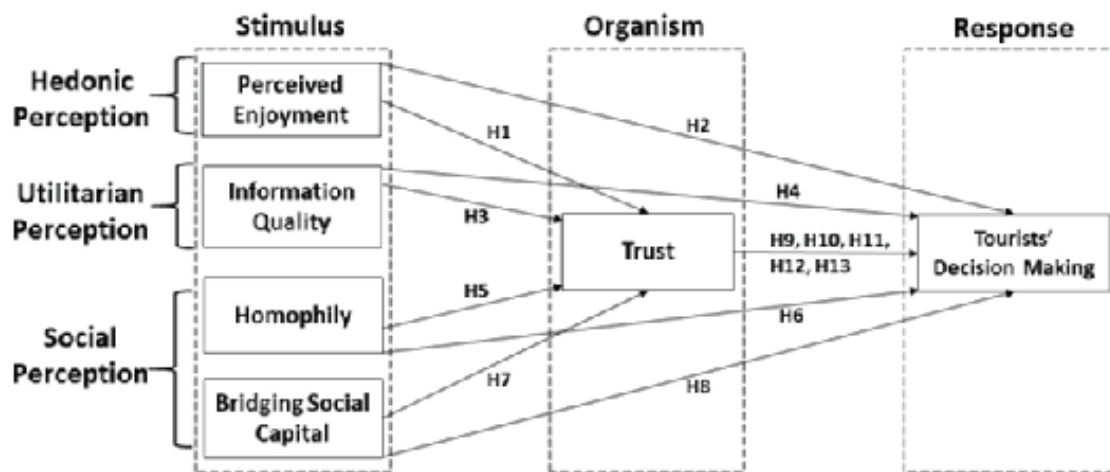 Stimulus
Organism
Response
Hedonic
Perception
Perceived
Enjoyment
H1
H2
Utilitarian
Perception
Information
Quality
H3
H4
Trust
H9, H10, H11,
H12, H13
Tourists'
Decision Making
Social
Perception
Homophily
H5
H6
Bridging Social
Capital
H7
H8